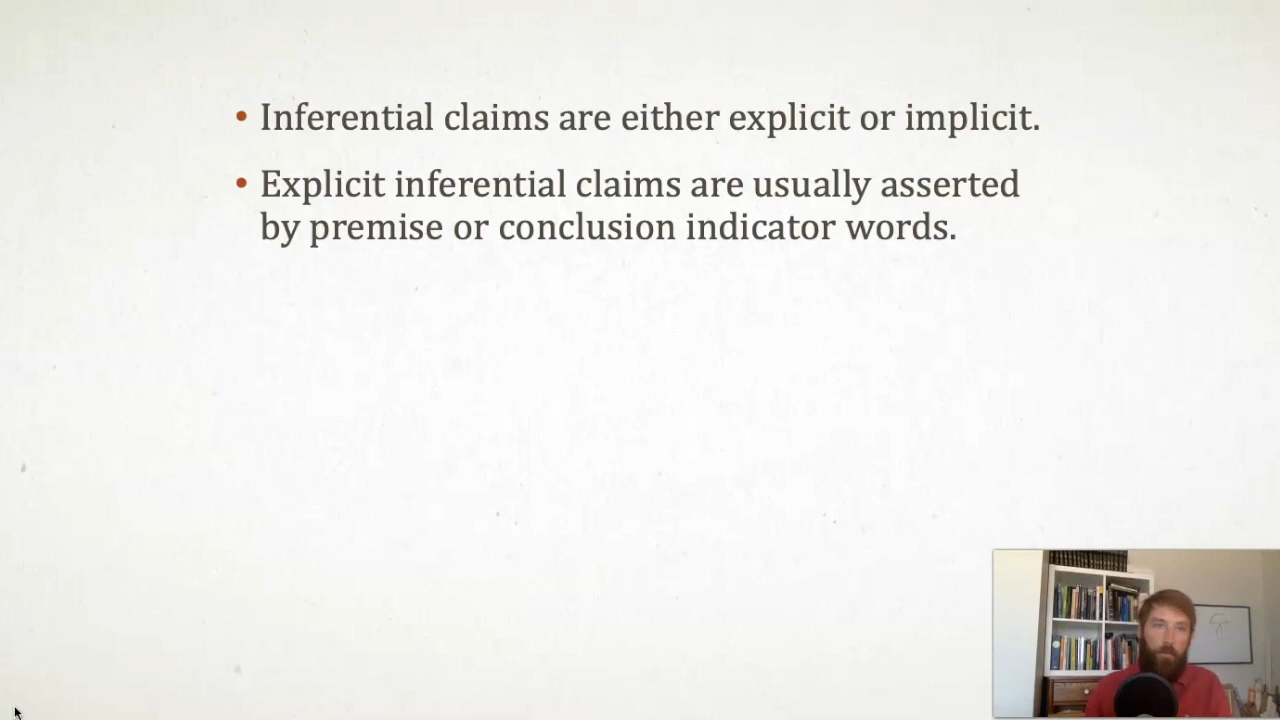 • Inferential claims are either explicit or implicit.
• Explicit inferential claims are usually asserted
by premise or conclusion indicator words.